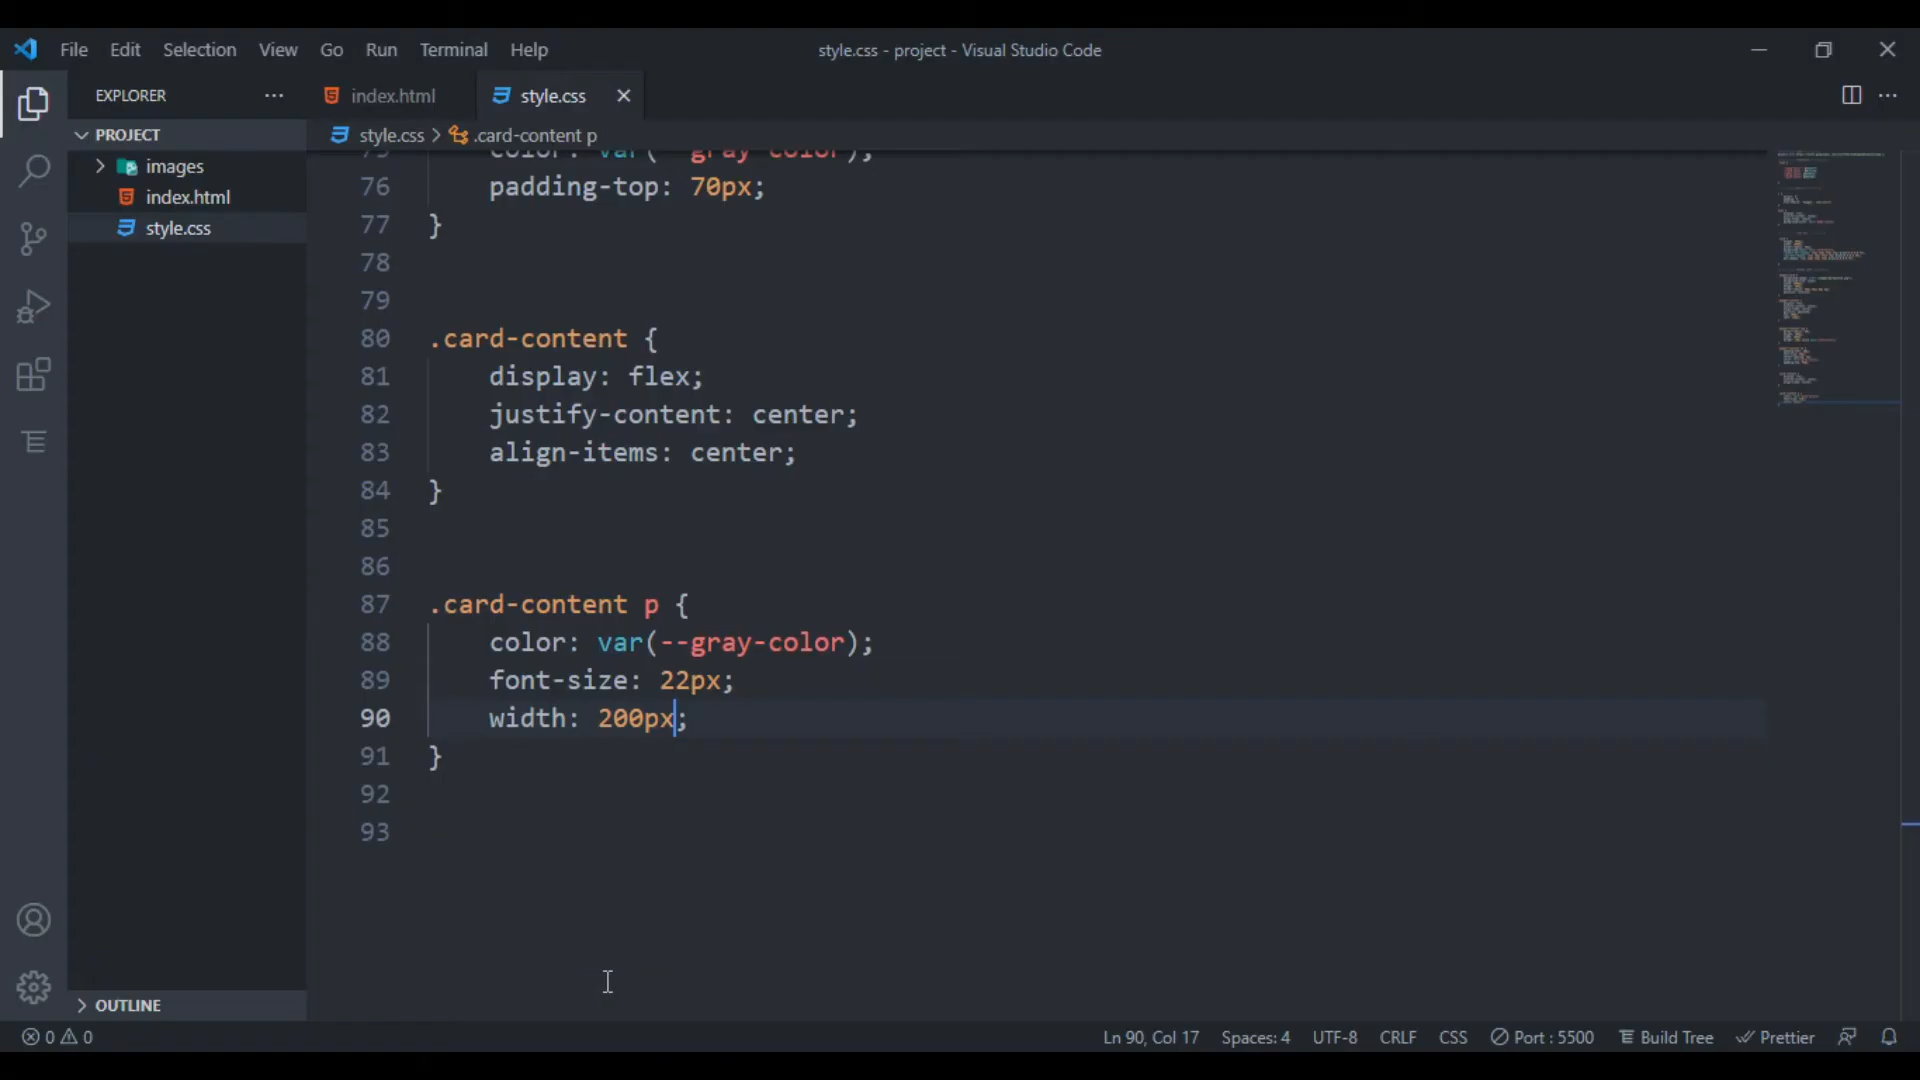 File Edit Selection View Go Run Terminal Help style.css - project - Visual Studio Code
EXPLORER
PROJECT
images
index.html
style.css
OUTLINE
index.html style.css
style.css > .card-content p
75 color: var(--gray-color);
76 padding-top: 70px;
77 }
78
79
80 .card-content {
81 display: flex;
82 justify-content: center;
83 align-items: center;
84 }
85
86
87 .card-content p {
88 color: var(--gray-color);
89 font-size: 22px;
90 width: 200px;
91 }
92
93
0 0 Ln 90, Col 17 Spaces: 4 UTF-8 CRLF CSS Port : 5500 Build Tree Prettier